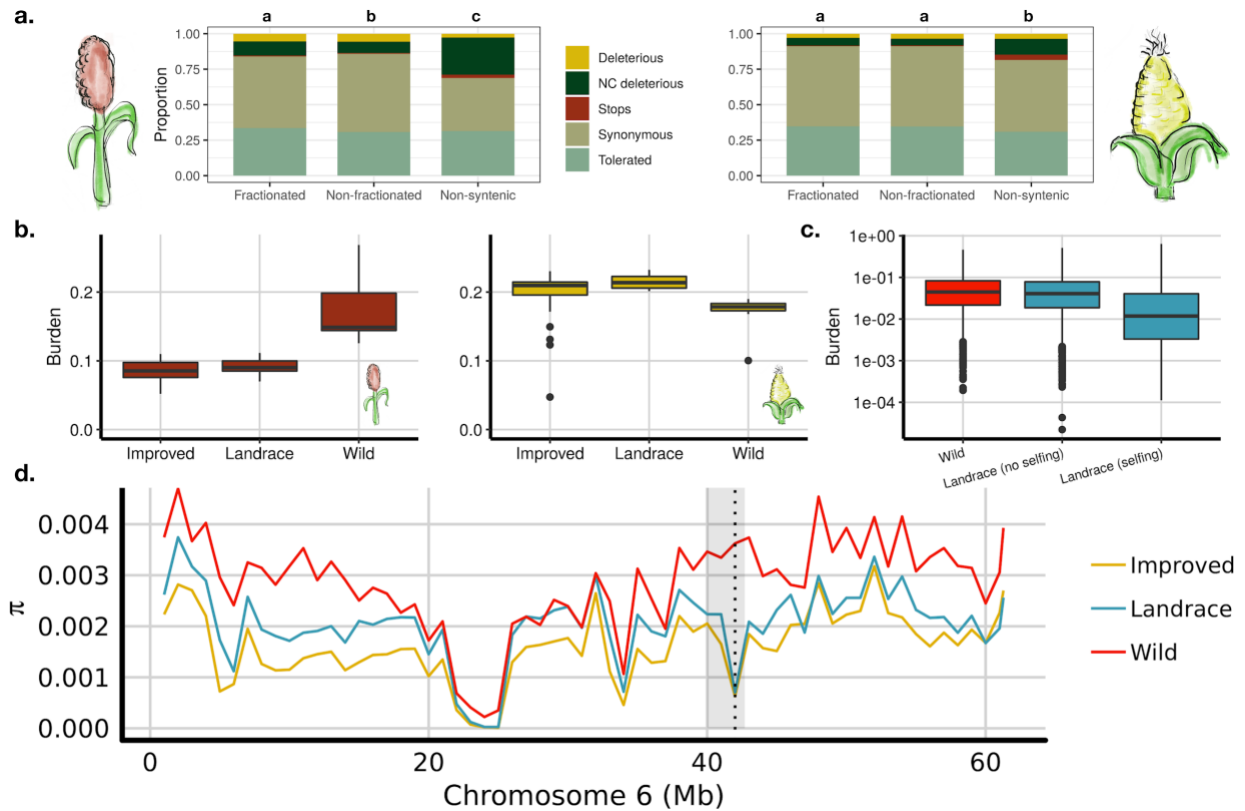 a.
a b c
a a b
Proportion
1.00
0.75
0.50
0.25
0.00
Fractionated Non-fractionated Non-syntenic
Deleterious
NC deleterious
Stops
Synonymous
Tolerated
1.00
0.75
0.50
0.25
0.00
Fractionated Non-fractionated Non-syntenic
b.
Burden
0.2
0.1
0.0
Improved Landrace Wild
Burden
0.2
0.1
0.0
Improved Landrace Wild
c.
Burden
1e+00
1e-01
1e-02
1e-03
1e-04
Wild
Landrace (no selfing)
Landrace (selfing)
d.
π
0.004
0.003
0.002
0.001
0.000
0 20 40 60
Chromosome 6 (Mb)
Improved
Landrace
Wild